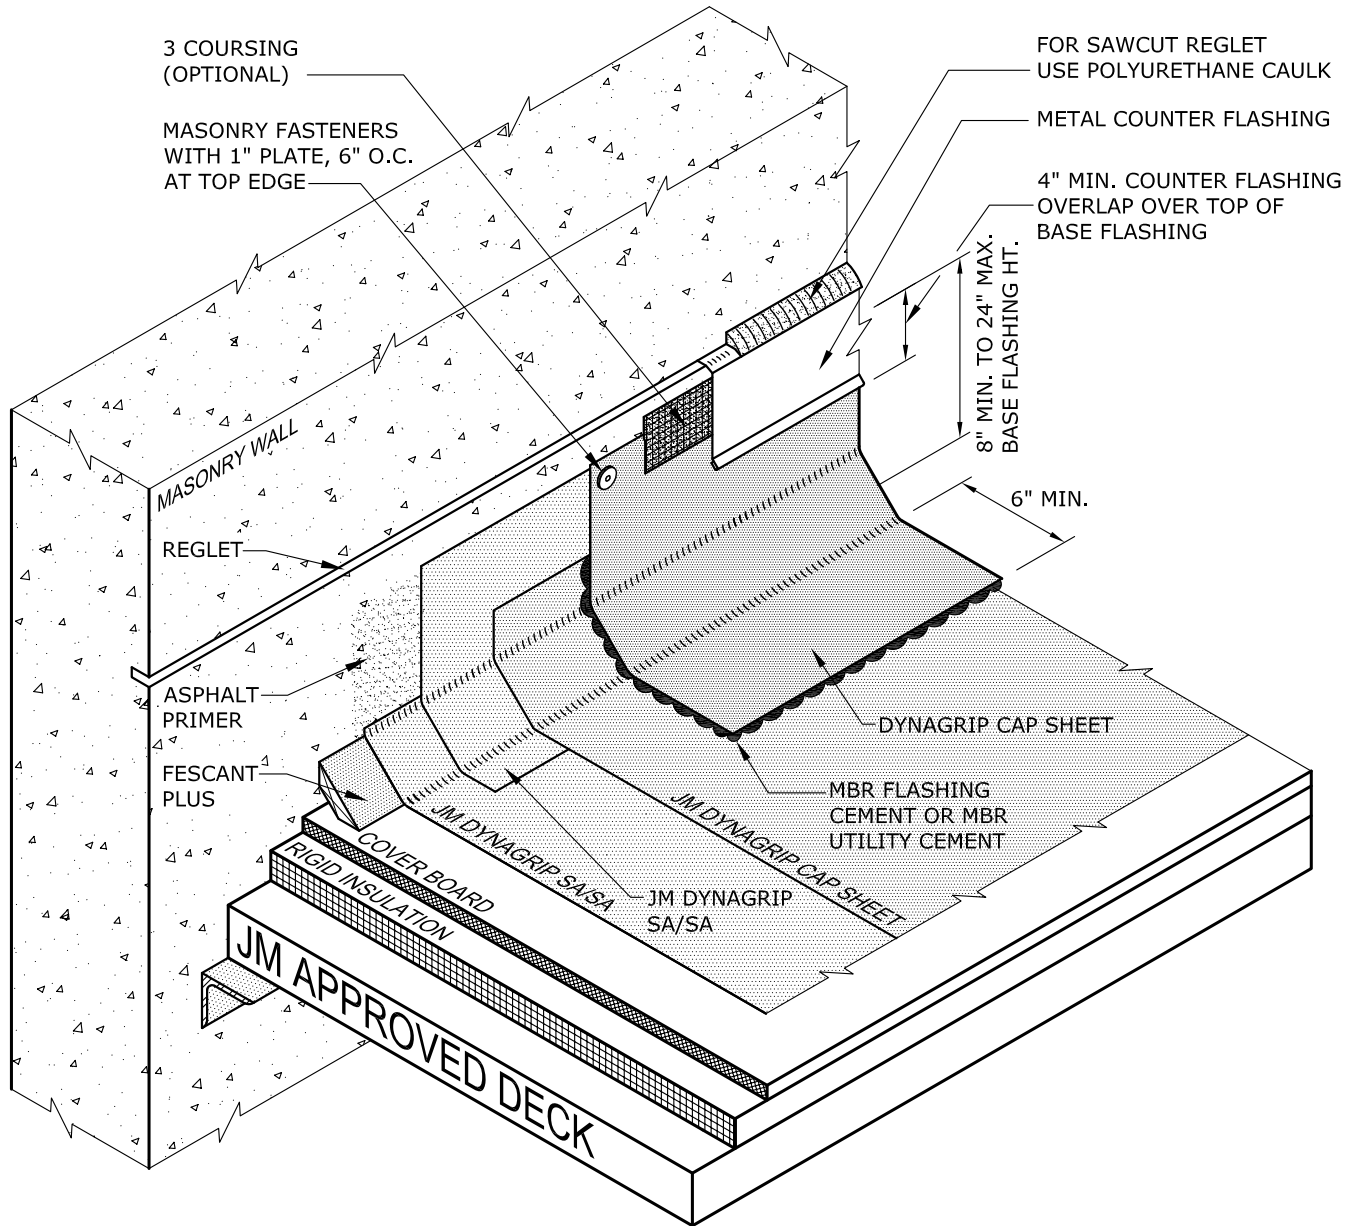 3 COURSING
(OPTIONAL)
MASONRY FASTENERS
WITH 1" PLATE, 6" O.C.
AT TOP EDGE
FOR SAWCUT REGLET
USE POLYURETHANE CAULK
METAL COUNTER FLASHING
4" MIN. COUNTER FLASHING
OVERLAP OVER TOP OF
BASE FLASHING
8" MIN. TO 24" MAX.
BASE FLASHING HT.
6" MIN.
MASONRY WALL
REGLET
ASPHALT
PRIMER
FESCANT
PLUS
DYNAGRIP CAP SHEET
MBR FLASHING
CEMENT OR MBR
UTILITY CEMENT
JM DYNAGRIP
SA/SA
JM DYNAGRIP CAP SHEET
JM DYNAGRIP SA/SA
COVER BOARD
RIGID INSULATION
JM APPROVED DECK